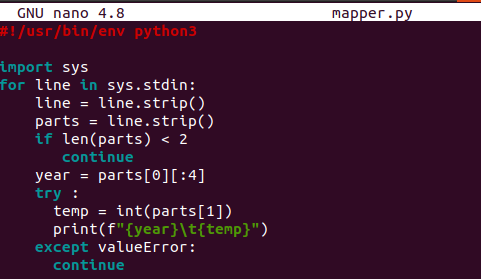 GNU nano 4.8 mapper.py
#!/usr/bin/env python3
import sys
for line in sys.stdin:
    line = line.strip()
    parts = line.strip()
    if len(parts) < 2
       continue
    year = parts[0][:4]
    try :
      temp = int(parts[1])
      print(f"{year}\t{temp}")
    except valueError:
      continue